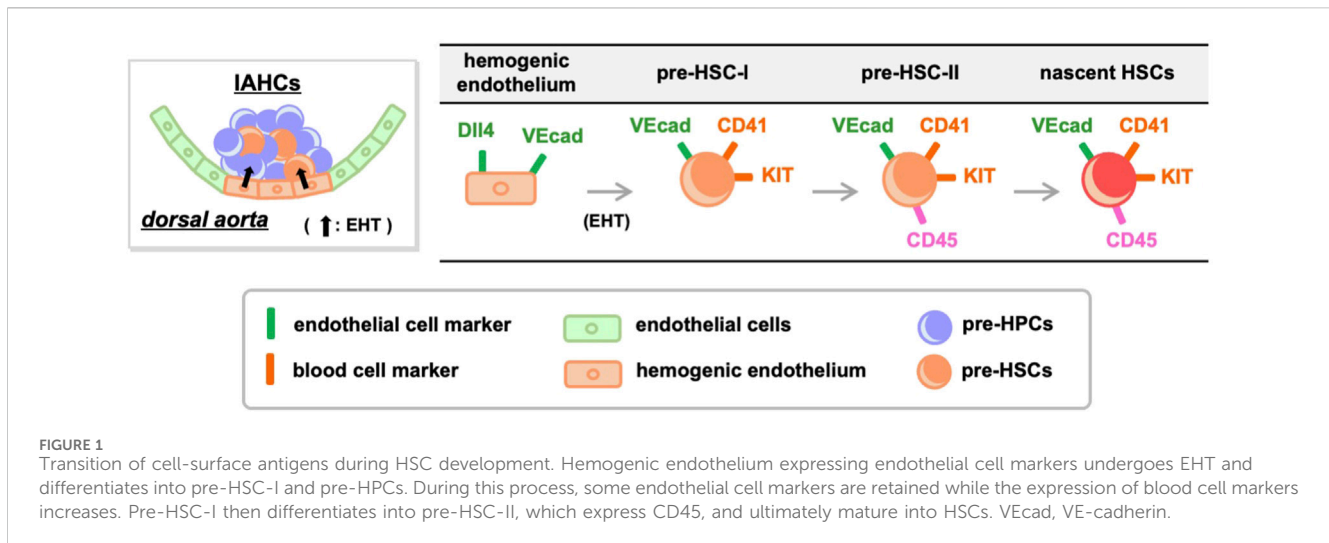 IAHCs
dorsal aorta
( : EHT )
hemogenic
endothelium
pre-HSC-I
pre-HSC-II
nascent HSCs
Dll4
VEcad
(EHT)
VEcad
CD41
KIT
VEcad
CD41
KIT
CD45
VEcad
CD41
KIT
CD45
endothelial cell marker
endothelial cells
pre-HPCs
blood cell marker
hemogenic endothelium
pre-HSCs
FIGURE 1
Transition of cell-surface antigens during HSC development. Hemogenic endothelium expressing endothelial cell markers undergoes EHT and
differentiates into pre-HSC-I and pre-HPCs. During this process, some endothelial cell markers are retained while the expression of blood cell markers
increases. Pre-HSC-I then differentiates into pre-HSC-II, which express CD45, and ultimately mature into HSCs. VEcad, VE-cadherin.